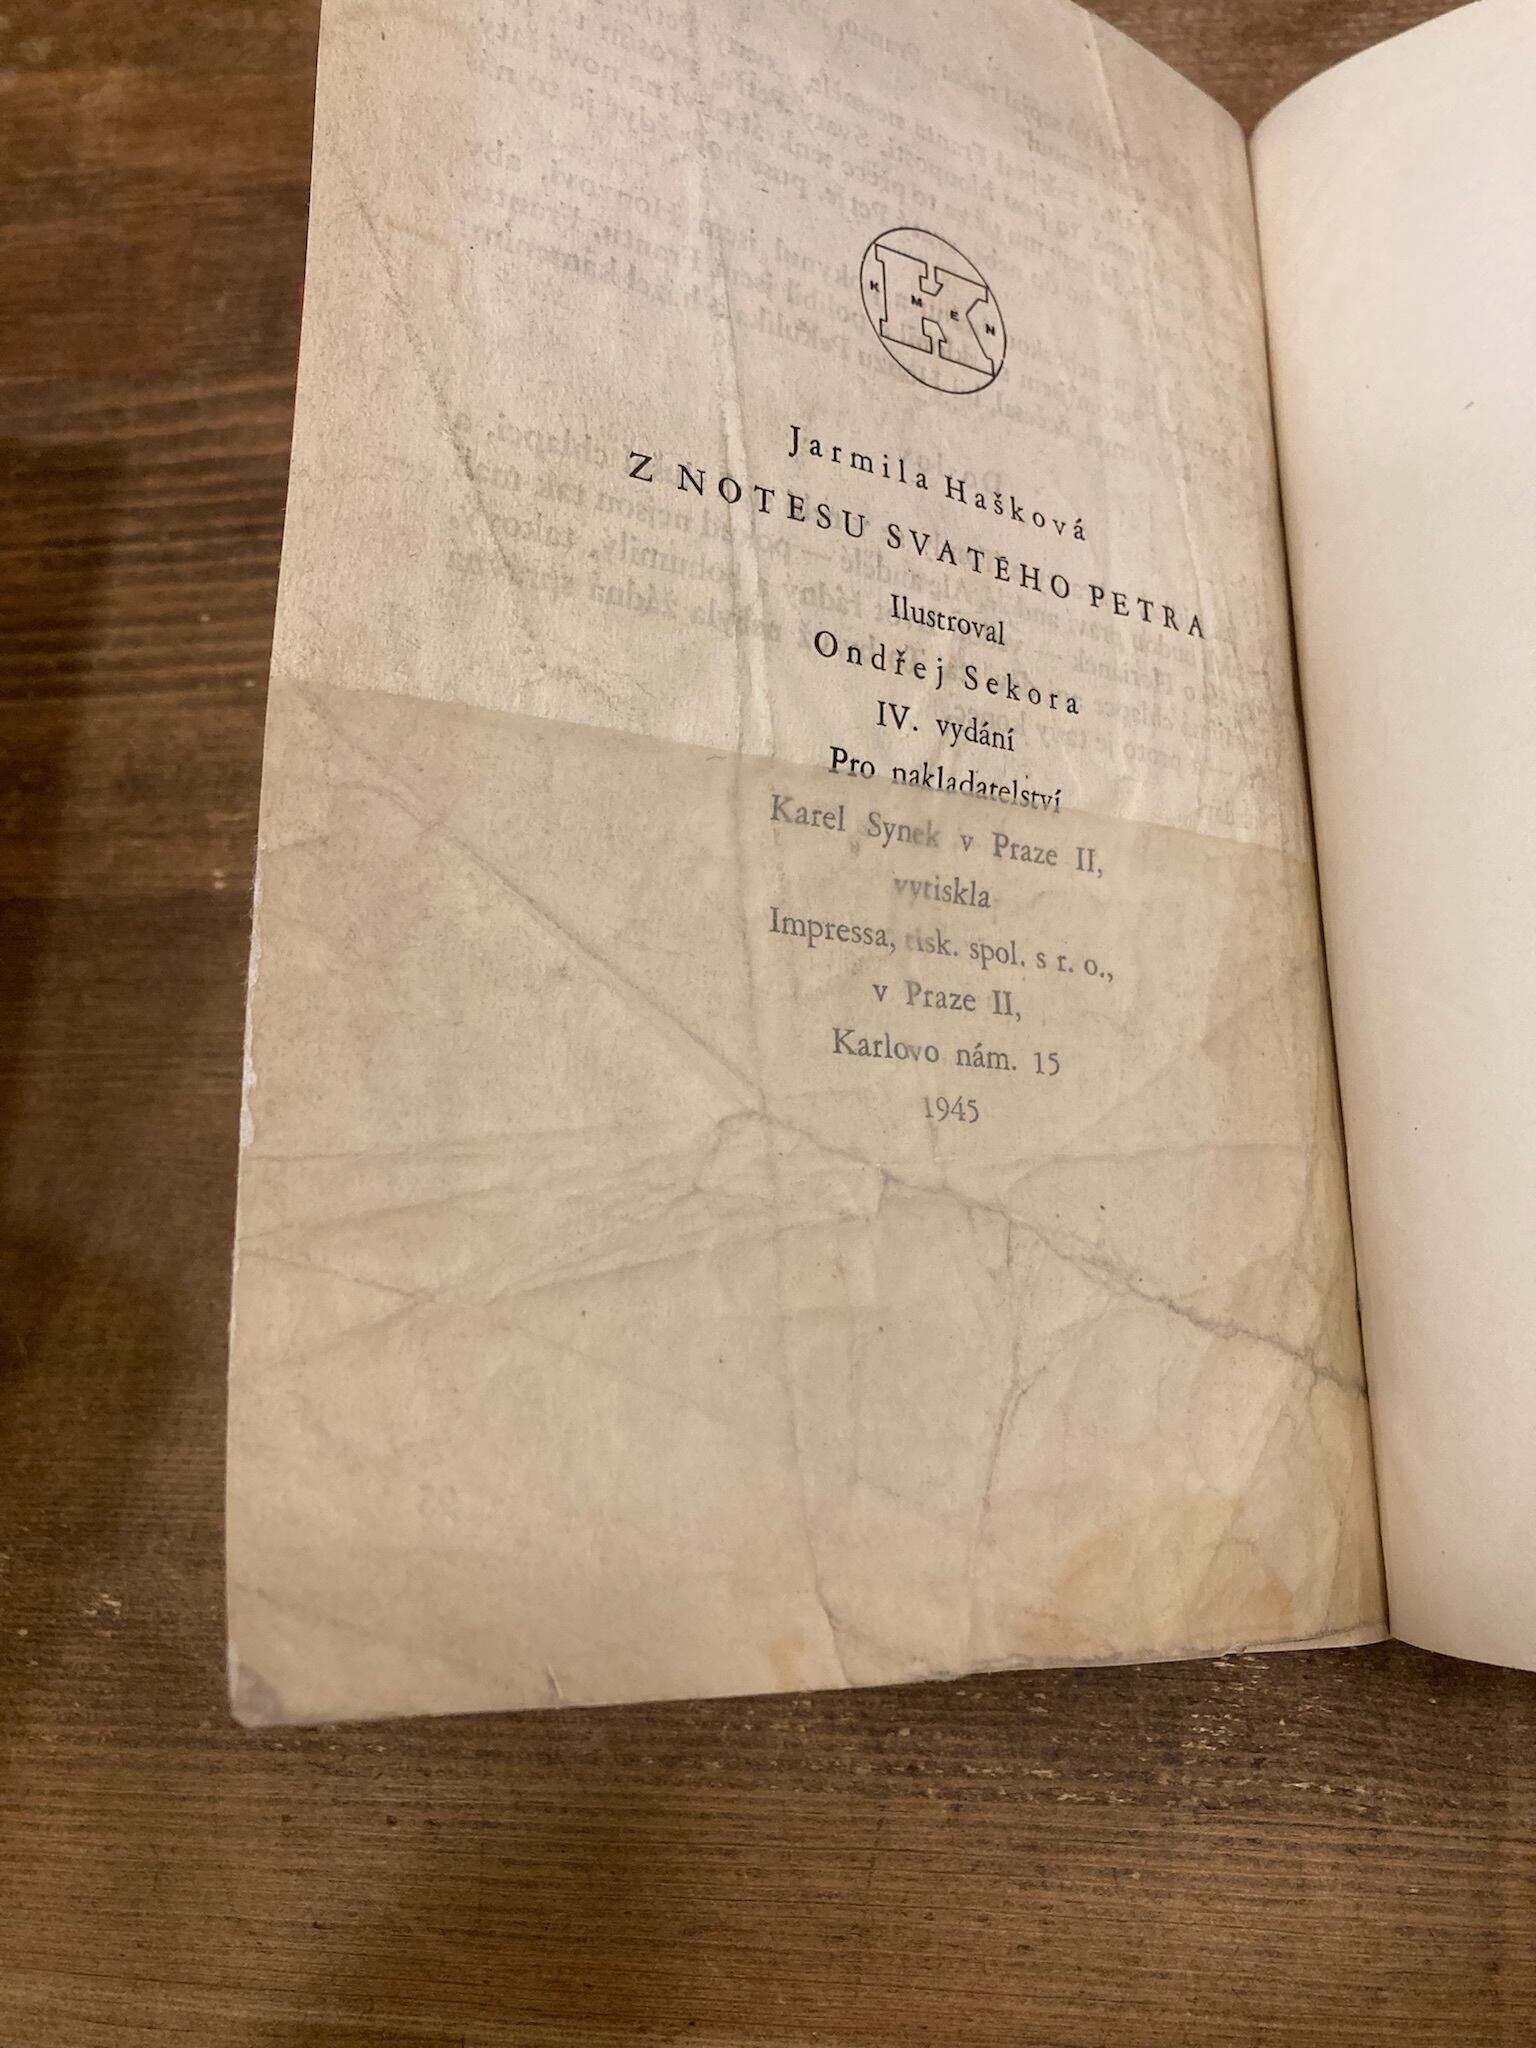 KMEN
Jarmila Hašková
Z NOTESU SVATÉHO PETRA
Ilustroval
Ondřej Sekora
IV. vydání
Pro nakladatelství
Karel Synek v Praze II,
vytiskla
Impressa, tisk. spol. s r. o.,
v Praze II,
Karlovo nám. 15
1945